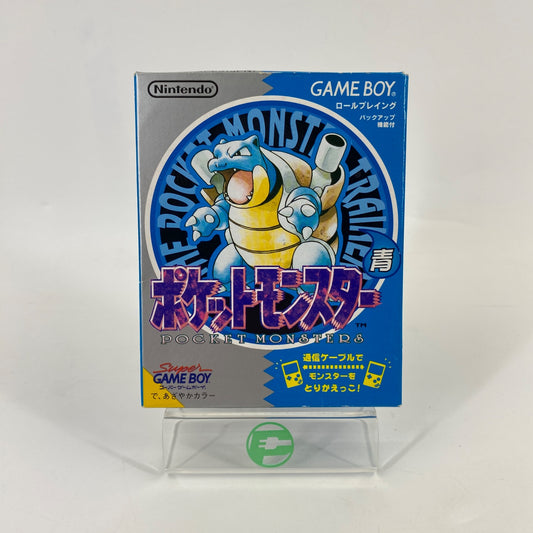 Nintendo
GAME BOY®
ロールプレイング
バックアップ
機能付
THE POCKET MONSTER TRAINER
青
ポケットモンスター
TM
POCKET MONSTERS
Super
GAME BOY
スーパーゲームボーイ
で、あざやかカラー
通信ケーブルで
モンスターを
とりかえっこ!